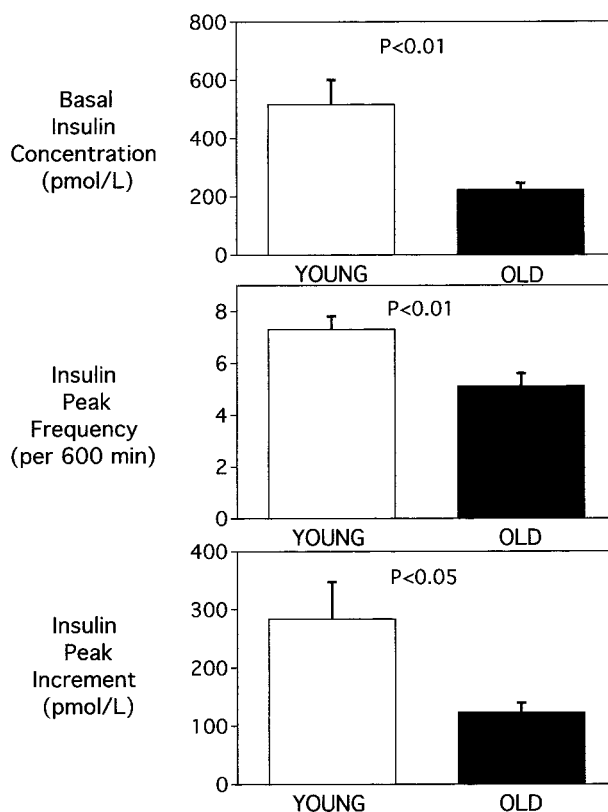 Basal
Insulin
Concentration
(pmol/L)
800
600
400
200
0
P<0.01
YOUNG OLD
Insulin
Peak
Frequency
(per 600 min)
8
6
4
2
0
P<0.01
YOUNG OLD
Insulin
Peak
Increment
(pmol/L)
400
300
200
100
0
P<0.05
YOUNG OLD